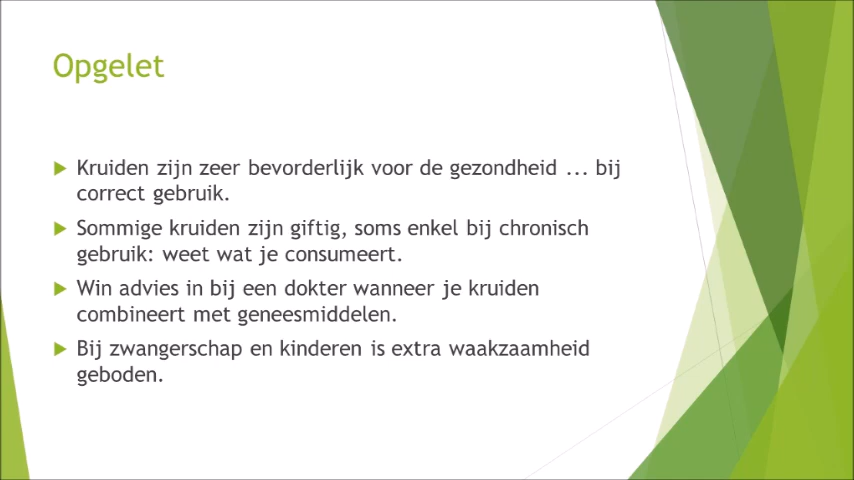 Opgelet
Kruiden zijn zeer bevorderlijk voor de gezondheid ... bij
correct gebruik.
Sommige kruiden zijn giftig, soms enkel bij chronisch
gebruik: weet wat je consumeert.
Win advies in bij een dokter wanneer je kruiden
combineert met geneesmiddelen.
Bij zwangerschap en kinderen is extra waakzaamheid
geboden.